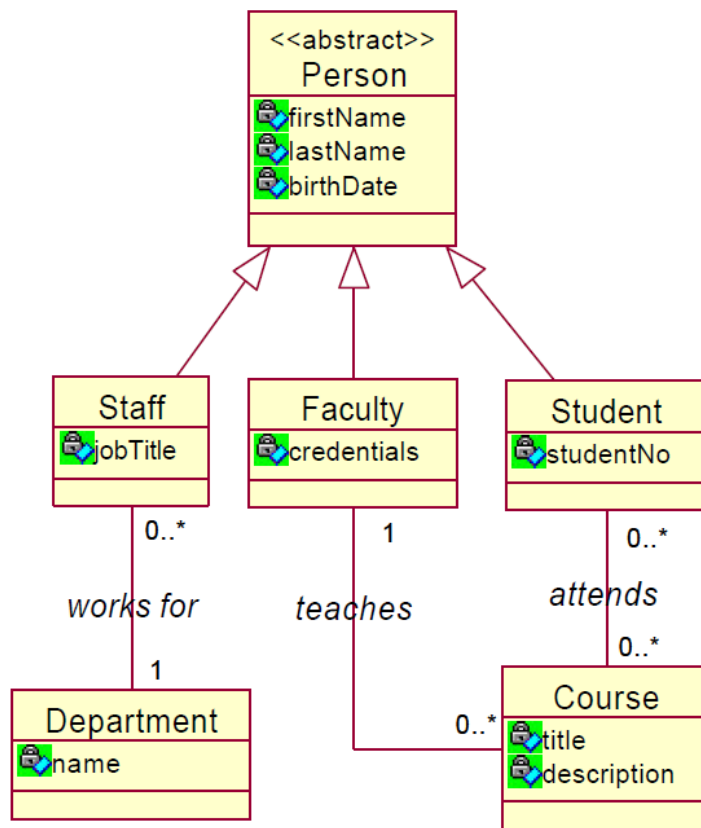 <<abstract>>
Person
firstName
lastName
birthDate
Staff
jobTitle
Faculty
credentials
Student
studentNo
0..*
1
0..*
works for
teaches
attends
1
0..*
0..*
Department
name
Course
title
description